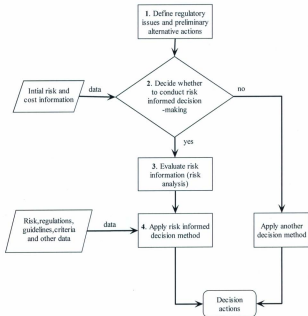 1. Define regulatory
issues and preliminary
alternative actions
2. Decide whether
to conduct risk
informed decision
-making
Intial risk and
cost information
data
no
yes
3. Evaluate risk
information (risk
analysis)
Risk,regulations,
guidelines,criteria
and other data
data
4. Apply risk informed
decision method
Apply another
decision method
Decision
actions